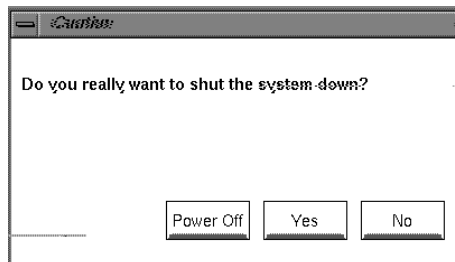 Caution:
Do you really want to shut the system down?
Power Off Yes No